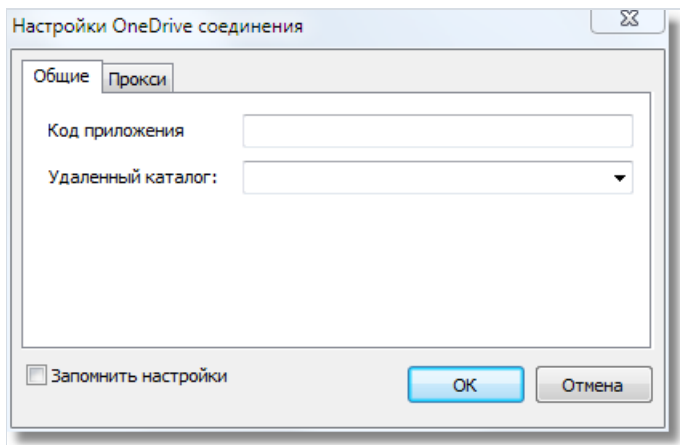 Настройки OneDrive соединения
Общие
Прокси
Код приложения
Удаленный каталог:
Запомнить настройки
OK
Отмена